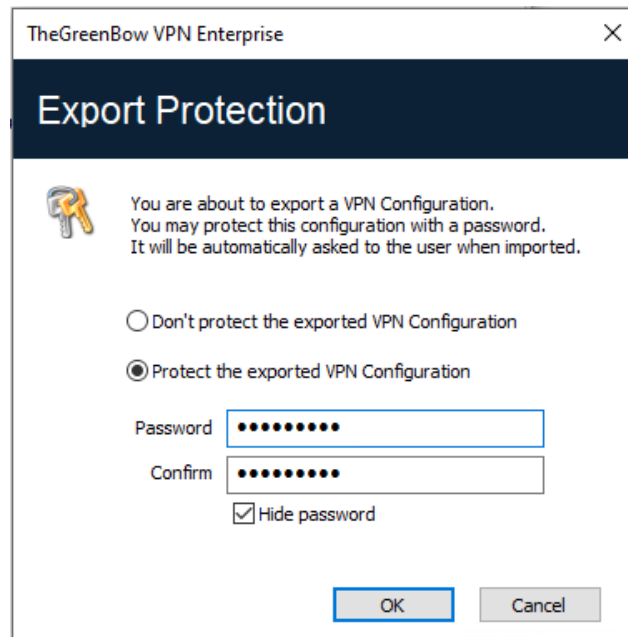 TheGreenBow VPN Enterprise
Export Protection
You are about to export a VPN Configuration.
You may protect this configuration with a password.
It will be automatically asked to the user when imported.
Don't protect the exported VPN Configuration
Protect the exported VPN Configuration
Password •••••••••
Confirm •••••••••
Hide password
OK Cancel